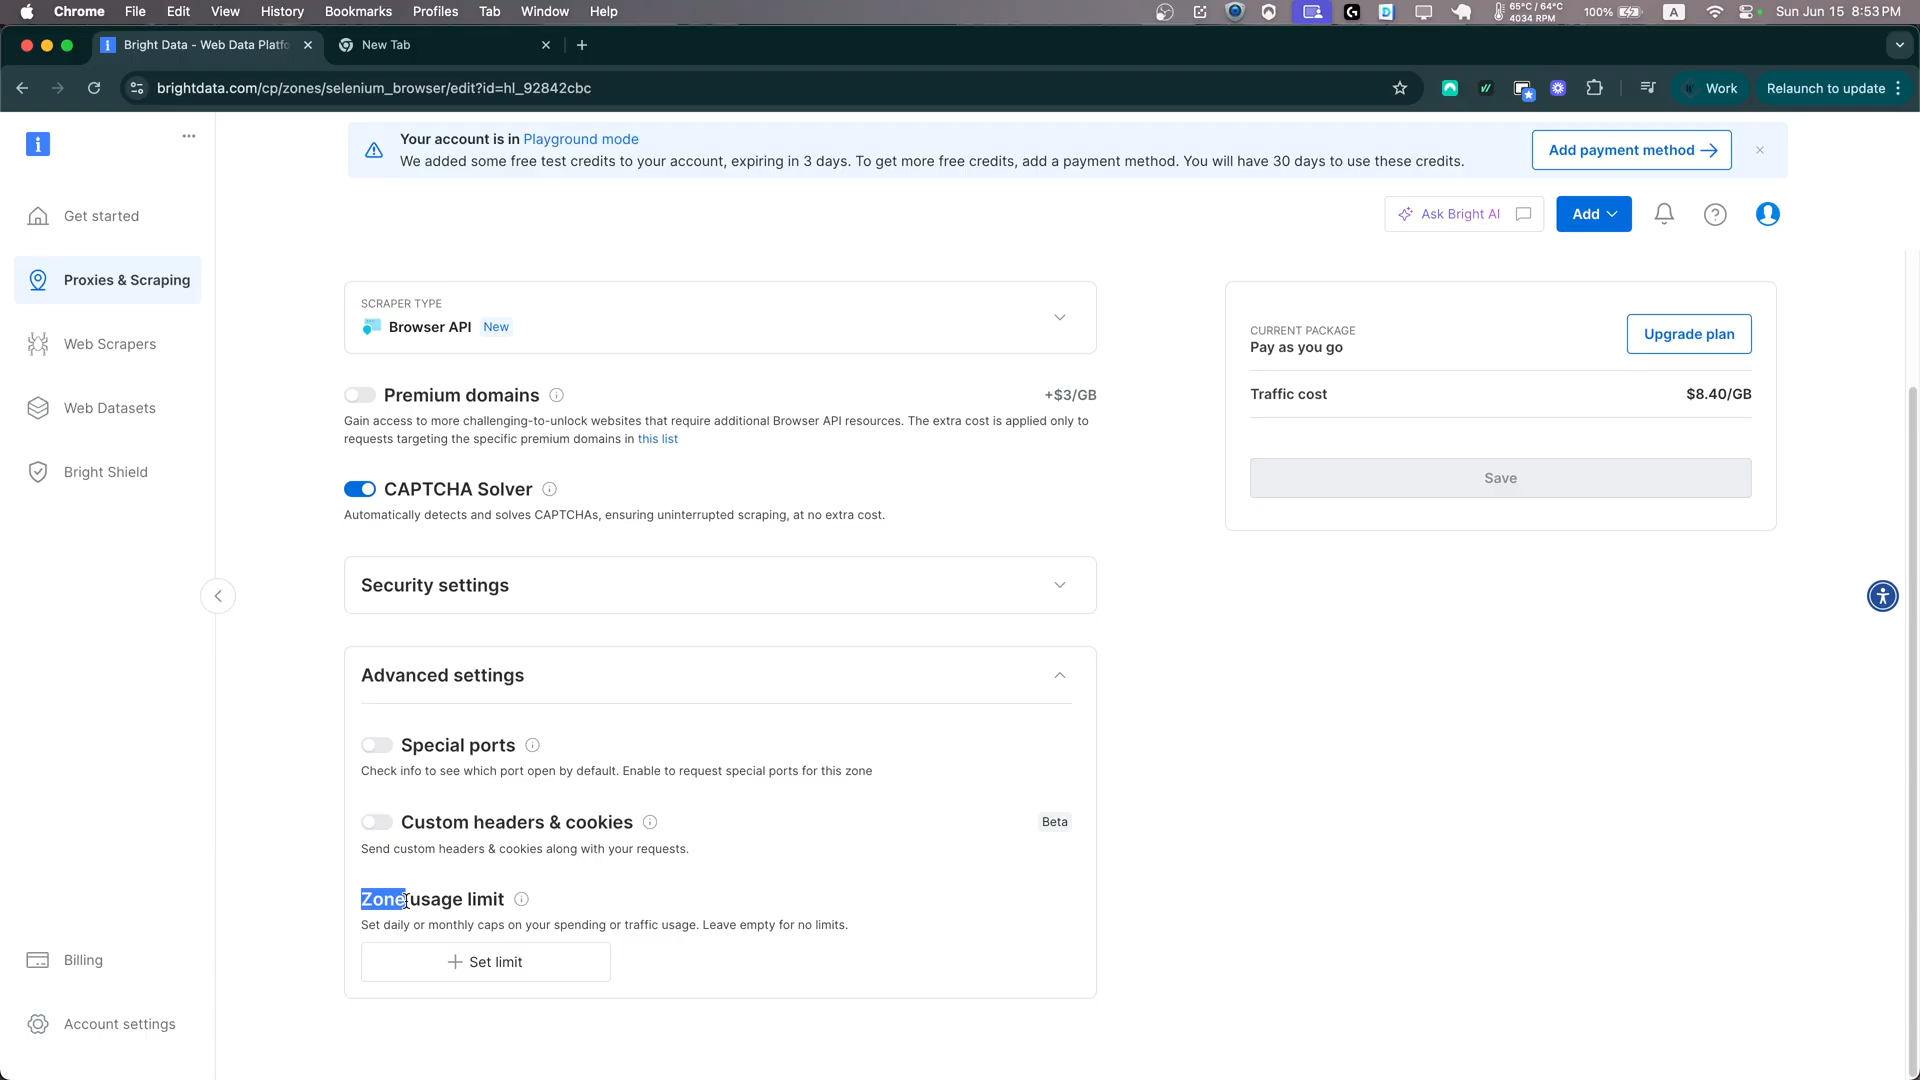 Chrome File Edit View History Bookmarks Profiles Tab Window Help
65°C / 64°C
4034 RPM
100%
A
Sun Jun 15 8:53 PM
Bright Data - Web Data Platfo
New Tab
brightdata.com/cp/zones/selenium_browser/edit?id=hl_92842cbc
Work
Relaunch to update
Your account is in Playground mode
We added some free test credits to your account, expiring in 3 days. To get more free credits, add a payment method. You will have 30 days to use these credits.
Add payment method
Ask Bright AI
Add
Get started
Proxies & Scraping
Web Scrapers
Web Datasets
Bright Shield
Billing
Account settings
SCRAPER TYPE
Browser API New
Premium domains
+$3/GB
Gain access to more challenging-to-unlock websites that require additional Browser API resources. The extra cost is applied only to
requests targeting the specific premium domains in this list
CAPTCHA Solver
Automatically detects and solves CAPTCHAs, ensuring uninterrupted scraping, at no extra cost.
Security settings
Advanced settings
Special ports
Check info to see which port open by default. Enable to request special ports for this zone
Custom headers & cookies
Beta
Send custom headers & cookies along with your requests.
Zone usage limit
Set daily or monthly caps on your spending or traffic usage. Leave empty for no limits.
Set limit
CURRENT PACKAGE
Pay as you go
Upgrade plan
Traffic cost
$8.40/GB
Save